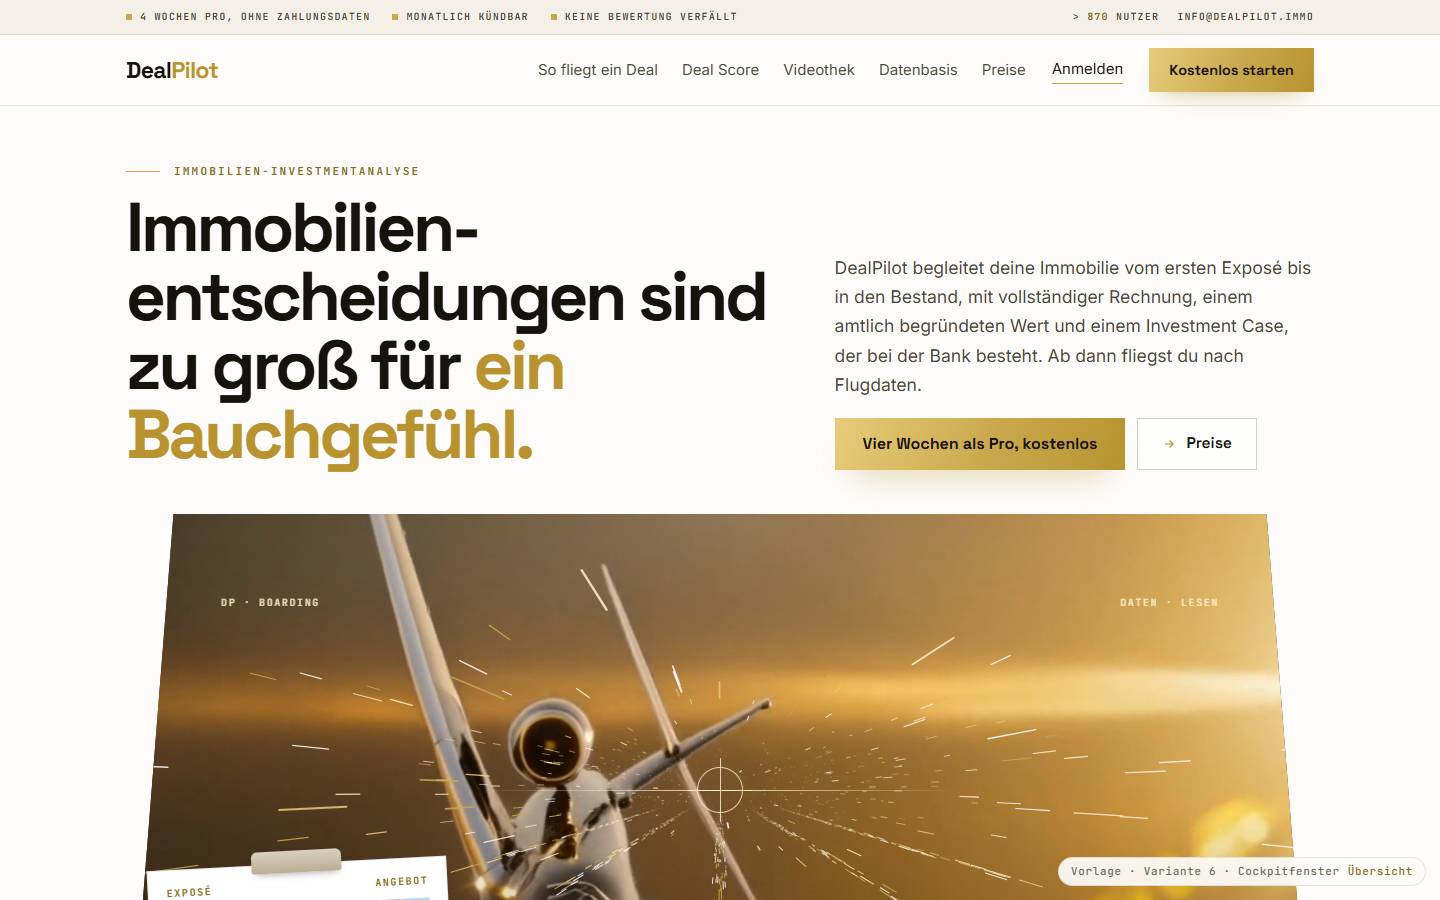 4 WOCHEN PRO, OHNE ZAHLUNGSDATEN
MONATLICH KÜNDBAR
KEINE BEWERTUNG VERFÄLLT
> 870 NUTZER
INFO@DEALPILOT.IMMO
DealPilot
So fliegt ein Deal
Deal Score
Videothek
Datenbasis
Preise
Anmelden
Kostenlos starten
IMMOBILIEN-INVESTMENTANALYSE
Immobilien-
entscheidungen sind
zu groß für ein
Bauchgefühl.
DealPilot begleitet deine Immobilie vom ersten Exposé bis
in den Bestand, mit vollständiger Rechnung, einem
amtlich begründeten Wert und einem Investment Case,
der bei der Bank besteht. Ab dann fliegst du nach
Flugdaten.
Vier Wochen als Pro, kostenlos
→ Preise
DP · BOARDING
DATEN · LESEN
EXPOSÉ
ANGEBOT
Vorlage · Variante 6 · Cockpitfenster Übersicht